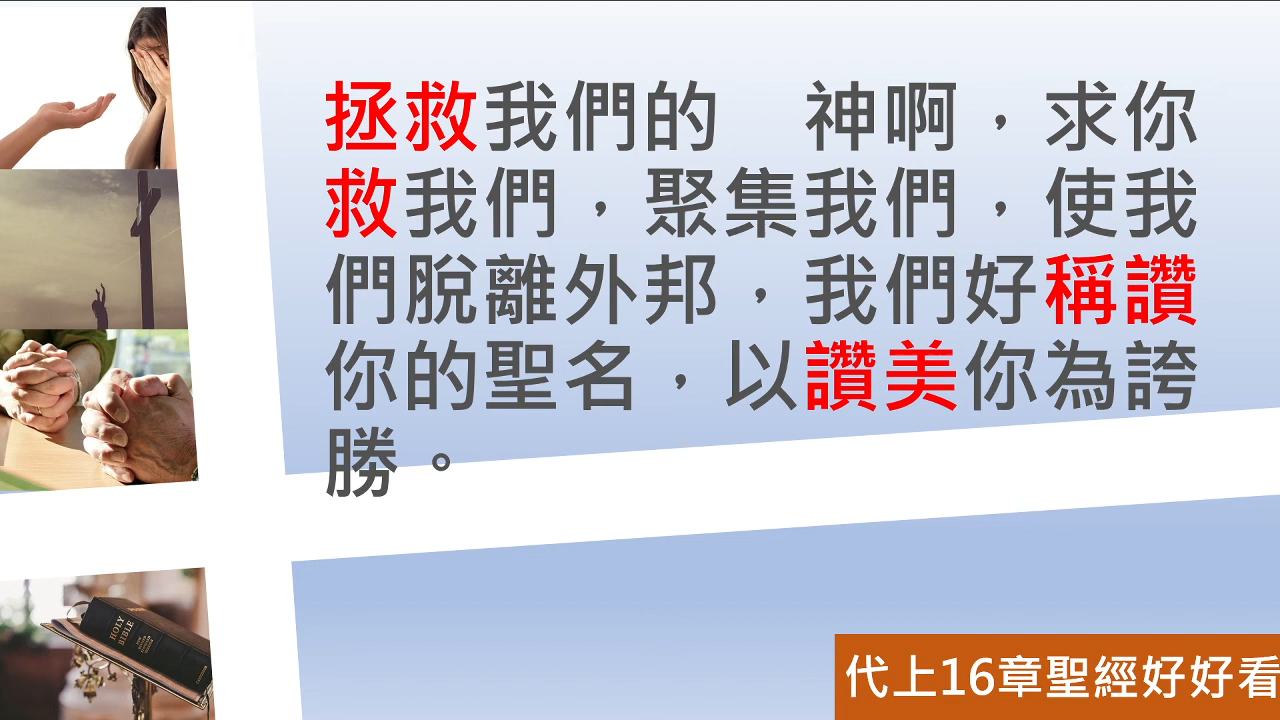 拯救我們的　神啊，求你
救我們，聚集我們，使我
們脫離外邦，我們好稱讚
你的聖名，以讚美你為誇
勝。
HOLY
BIBLE
代上16章聖經好好看